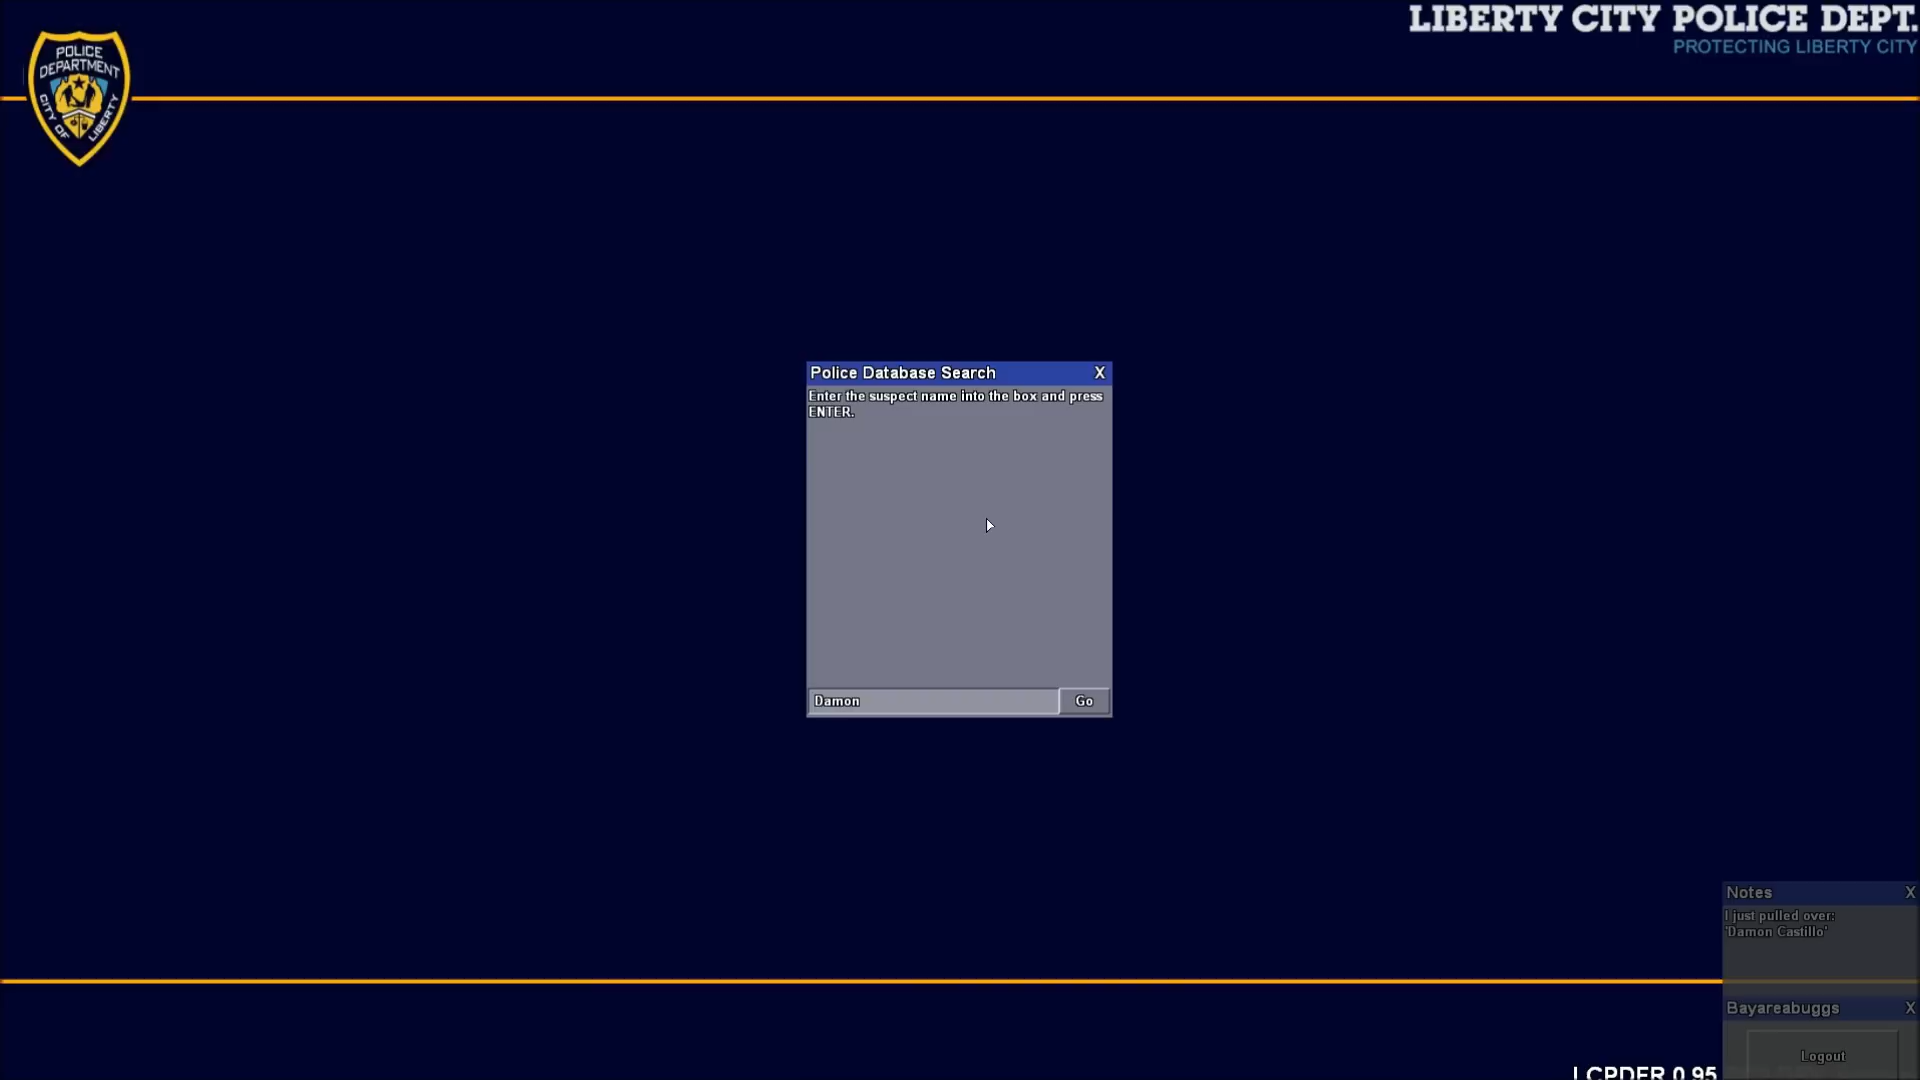 LIBERTY CITY POLICE DEPT.
PROTECTING LIBERTY CITY
POLICE
DEPARTMENT
CITY OF LIBERTY
Police Database Search X
Enter the suspect name into the box and press
ENTER.
Damon Go
Notes X
I just pulled over:
'Damon Castillo'
Bayareabuggs X
Logout
LCPDFR 0.95